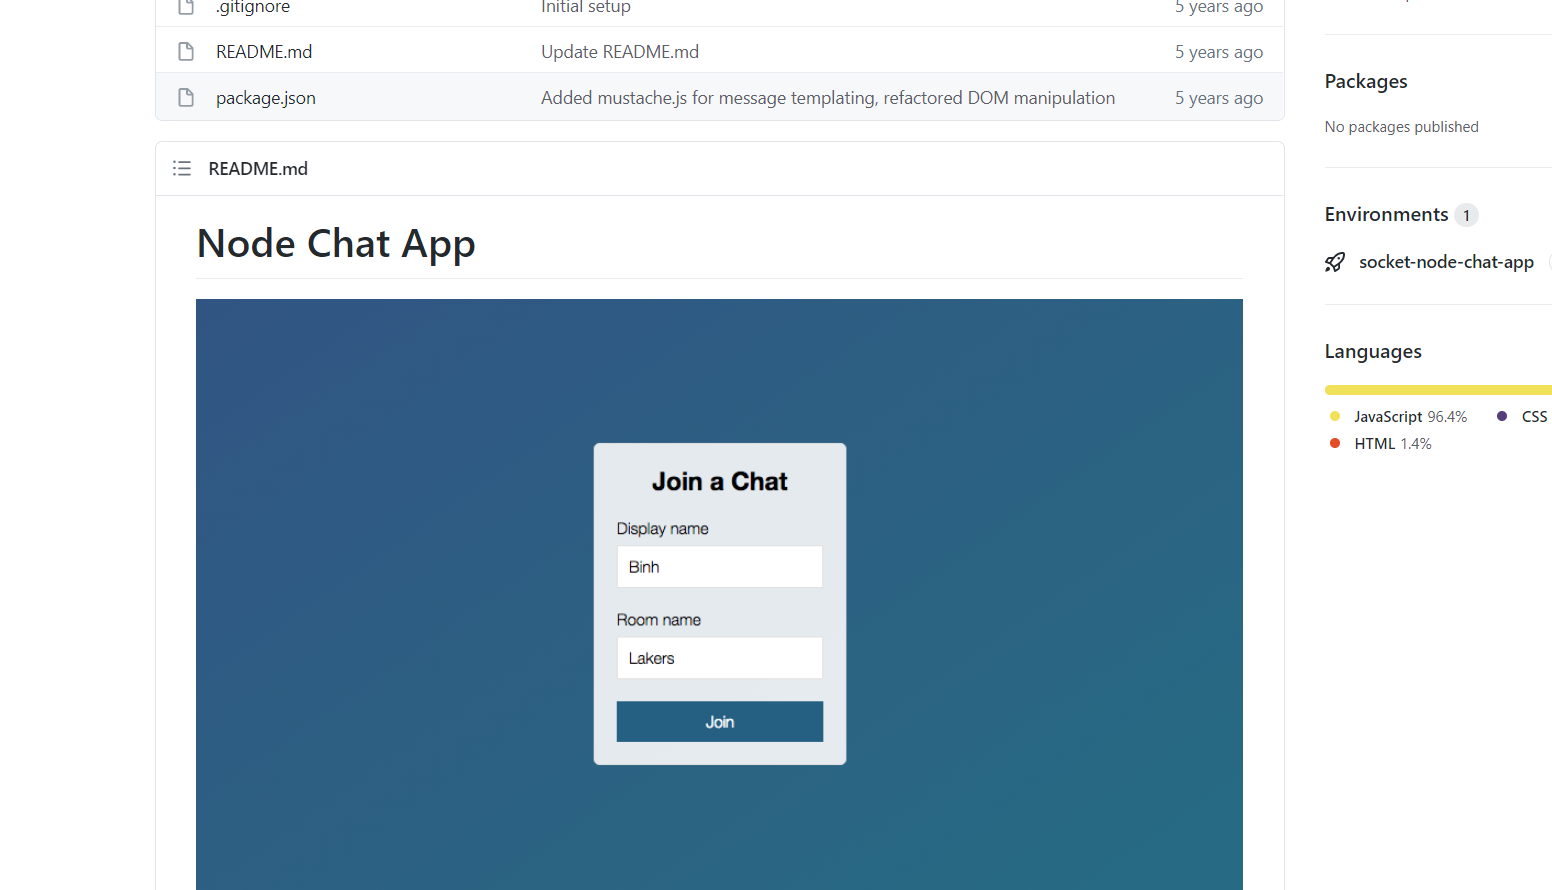 .gitignore Initial setup 5 years ago
README.md Update README.md 5 years ago
package.json Added mustache.js for message templating, refactored DOM manipulation 5 years ago
README.md
Node Chat App
Join a Chat
Display name
Binh
Room name
Lakers
Join
Packages
No packages published
Environments 1
socket-node-chat-app
Languages
JavaScript 96.4% CSS
HTML 1.4%